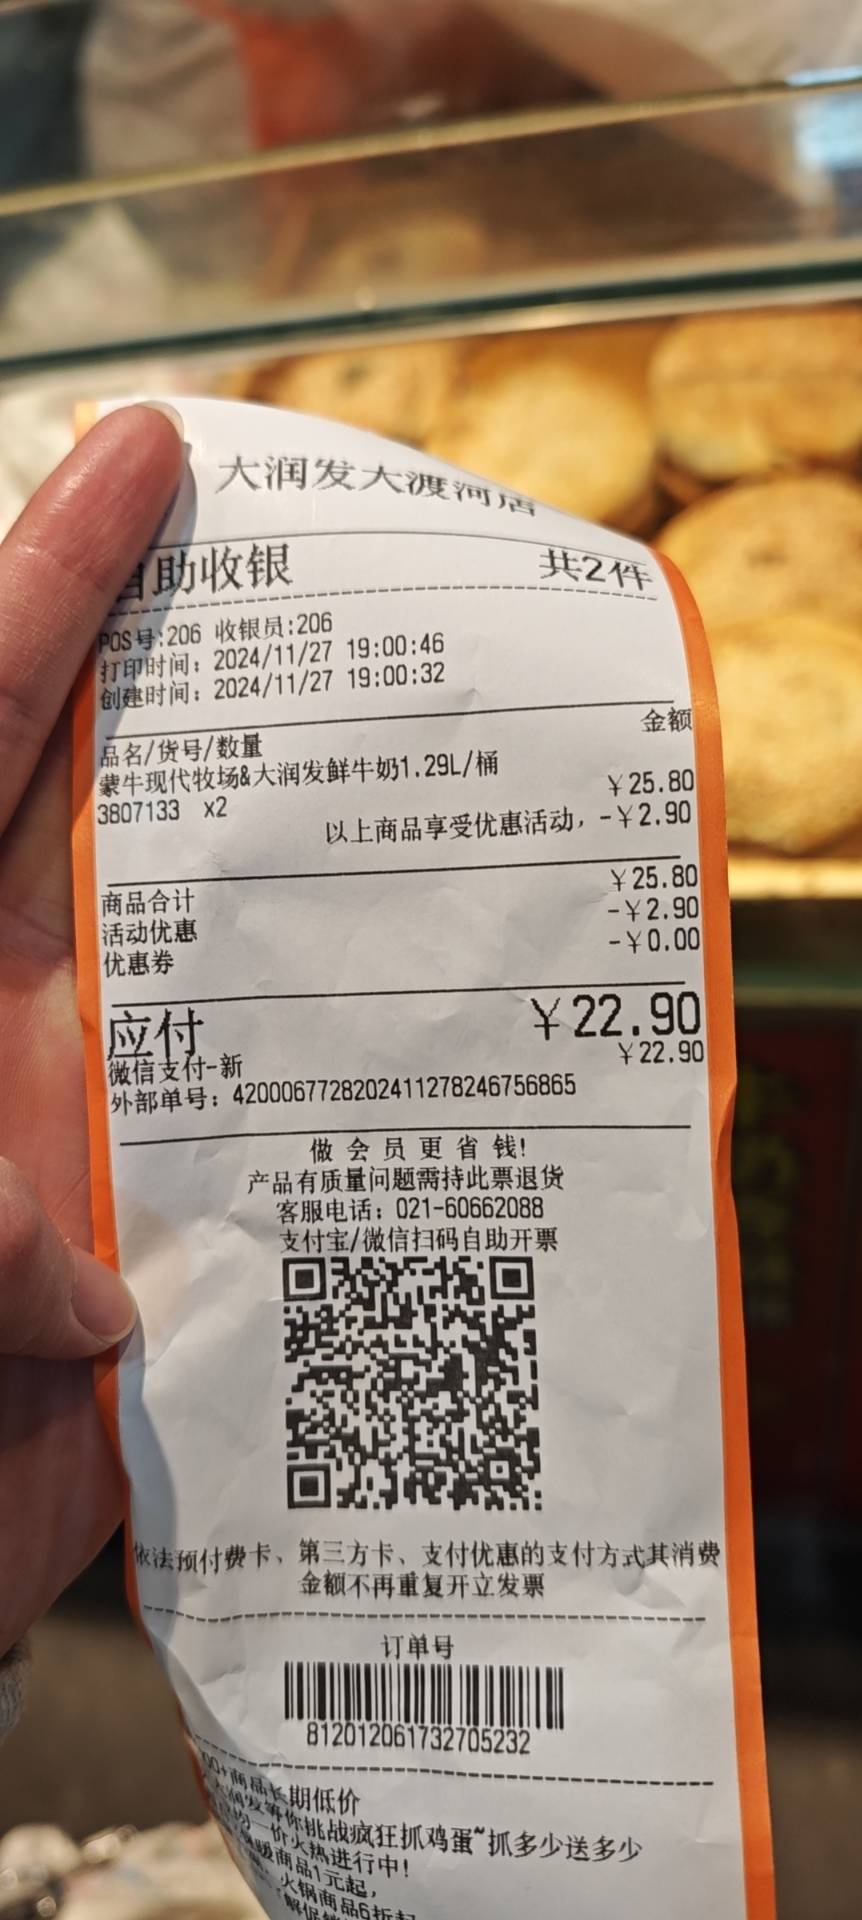 大润发大渡河店
自助收银 共2件
POS号:206 收银员:206
打印时间: 2024/11/27 19:00:46
创建时间: 2024/11/27 19:00:32
金额
品名/货号/数量
蒙牛现代牧场&大润发鲜牛奶1.29L/桶
3807133 x2 ￥25.80
以上商品享受优惠活动, -￥2.90
商品合计 ￥25.80
活动优惠 -￥2.90
优惠券 -￥0.00
应付 ￥22.90
微信支付-新 ￥22.90
外部单号: 4200067728202411278246756865
做会员更省钱!
产品有质量问题需持此票退货
客服电话: 021-60662088
支付宝/微信扫码自助开票
依法预付费卡、第三方卡、支付优惠的支付方式其消费
金额不再重复开立发票
订单号
812012061732705232
00+商品长期低价
大润发等你挑战疯狂抓鸡蛋~抓多少送多少
一价火热进行中!
暖商品1元起,
火锅商品6折起